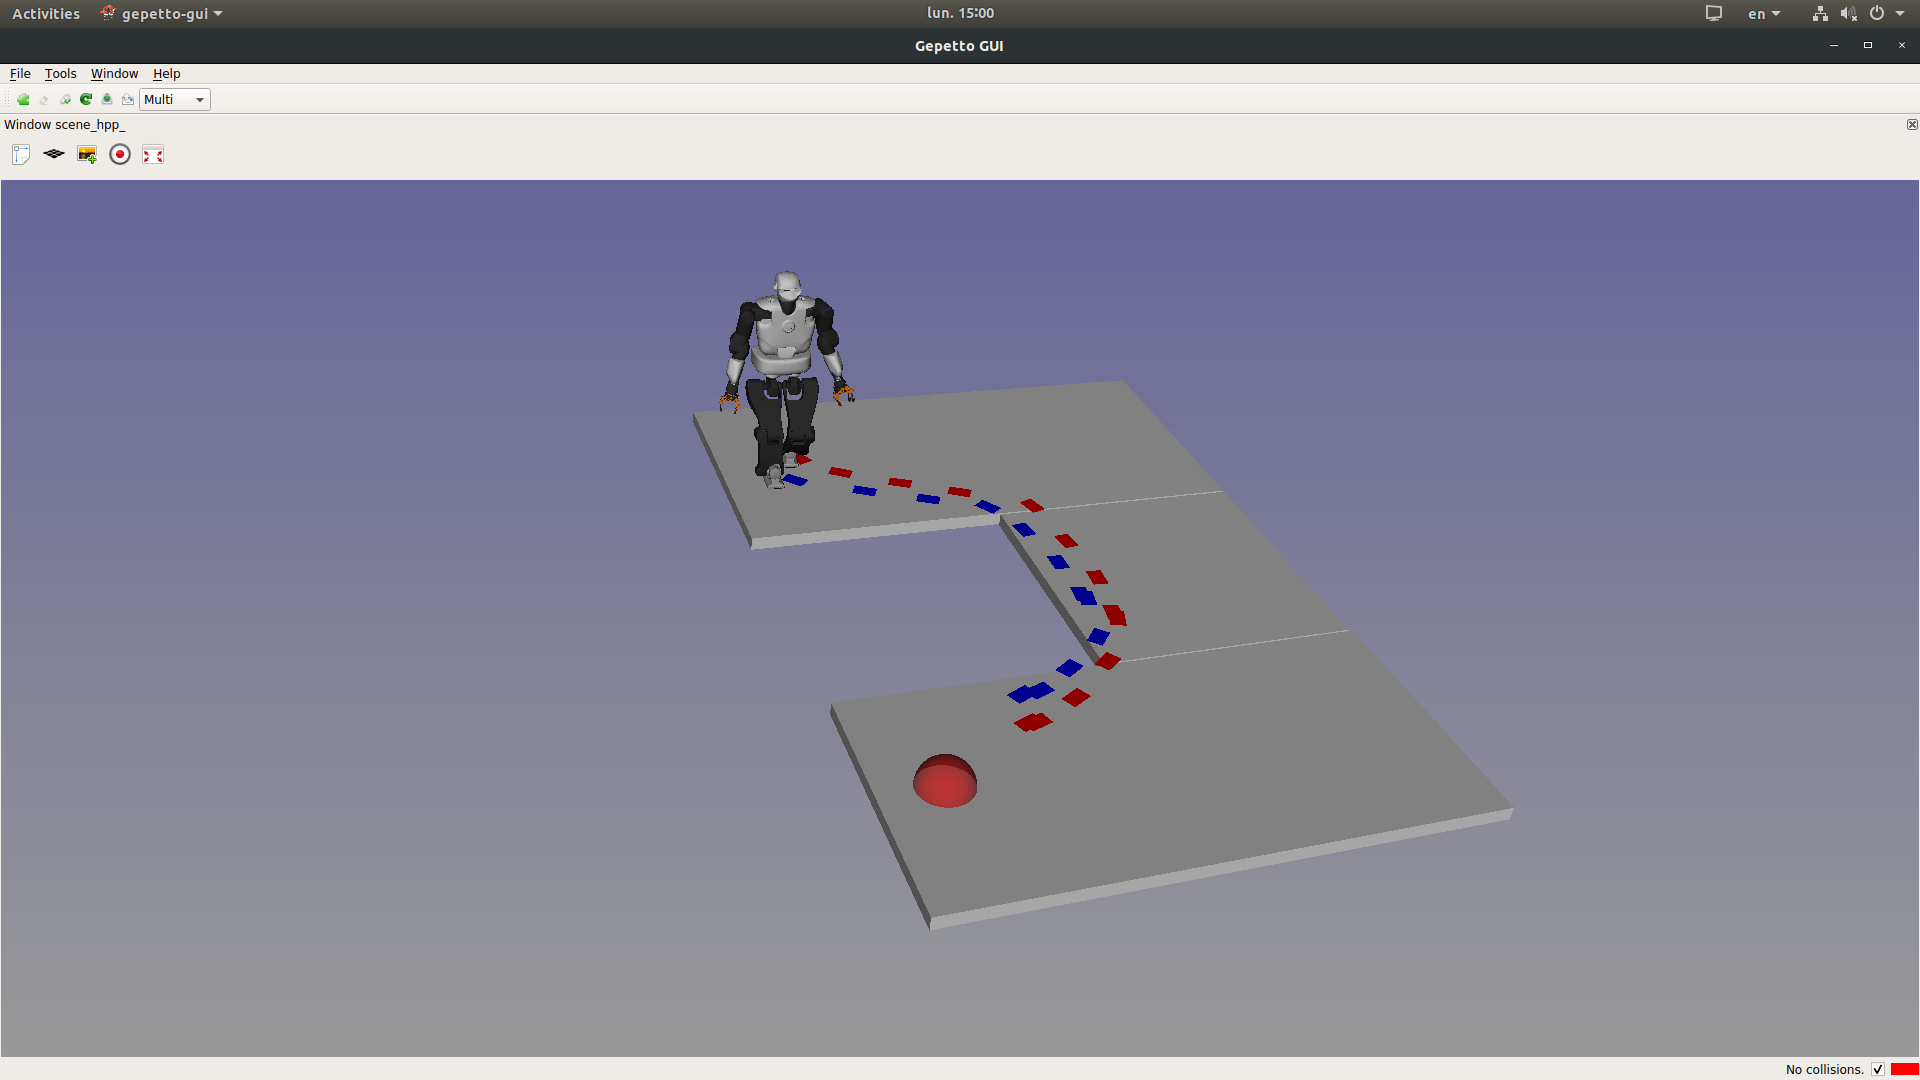 Activities gepetto-gui lun. 15:00 en
Gepetto GUI
File Tools Window Help
Multi
Window scene_hpp_
No collisions.